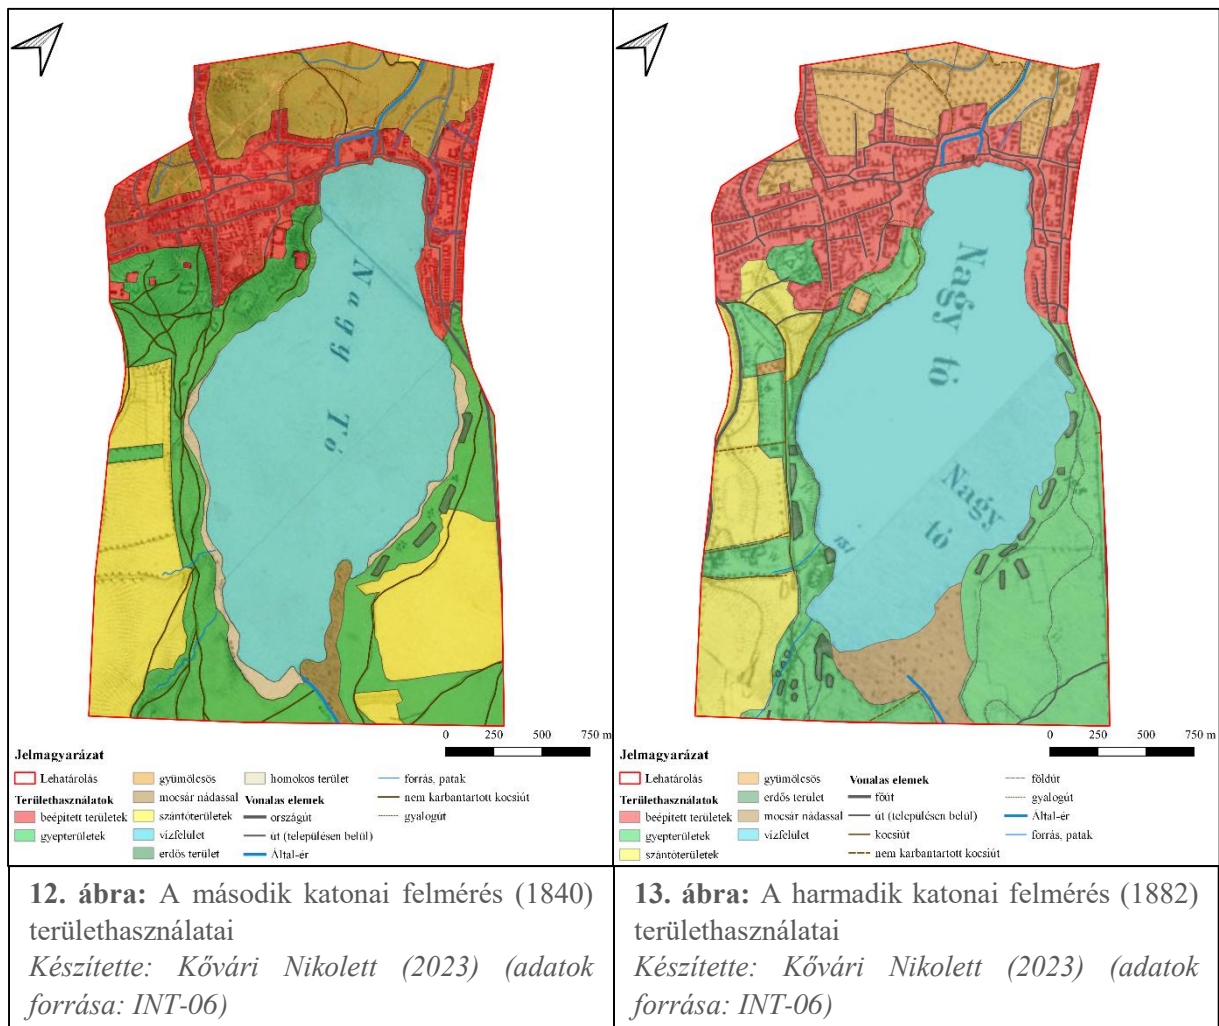 Nagy Tó
Nagy tó
Nagy
tó
151
0 250 500 750 m
Jelmagyarázat
Lehatárolás
Területhasználatok
beépített területek
gyepterületek
gyümölcsös
mocsár nádassal
szántóterületek
vízfelület
erdős terület
homokos terület
Vonalas elemek
országút
út (településen belül)
Által-ér
forrás, patak
nem karbantartott kocsiút
gyalogút
0 250 500 750 m
Jelmagyarázat
Lehatárolás
Területhasználatok
beépített területek
gyepterületek
szántóterületek
gyümölcsös
erdős terület
mocsár nádassal
vízfelület
Vonalas elemek
főút
út (településen belül)
kocsiút
nem karbantartott kocsiút
földút
gyalogút
Által-ér
forrás, patak
12. ábra: A második katonai felmérés (1840)
területhasználatai
Készítette: Kővári Nikolett (2023) (adatok
forrása: INT-06)
13. ábra: A harmadik katonai felmérés (1882)
területhasználatai
Készítette: Kővári Nikolett (2023) (adatok
forrása: INT-06)